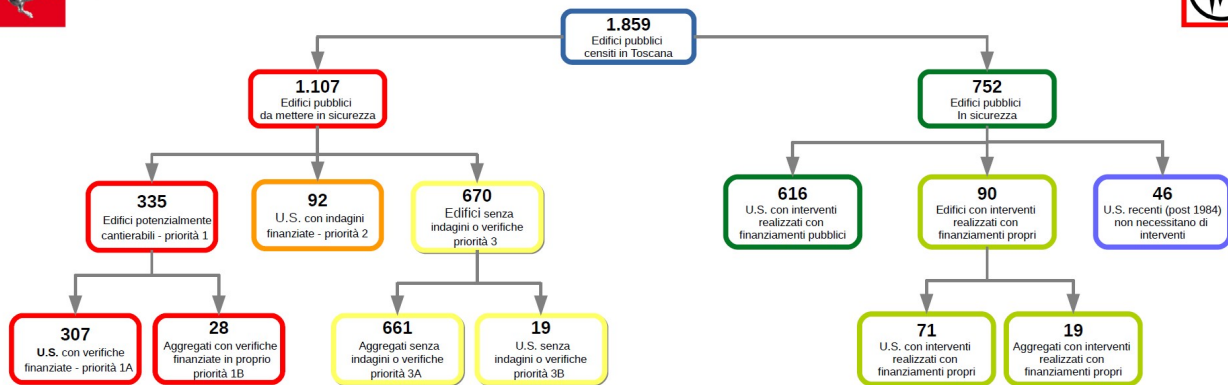 1.859
Edifici pubblici
censiti in Toscana
1.107
Edifici pubblici
da mettere in sicurezza
752
Edifici pubblici
In sicurezza
335
Edifici potenzialmente
cantierabili - priorità 1
92
U.S. con indagini
finanziate - priorità 2
670
Edifici senza
indagini o verifiche
priorità 3
616
U.S. con interventi
realizzati con
finanziamenti pubblici
90
Edifici con interventi
realizzati con
finanziamenti propri
46
U.S. recenti (post 1984)
non necessitano di
interventi
307
U.S. con verifiche
finanziate - priorità 1A
28
Aggregati con verifiche
finanziate in proprio
priorità 1B
661
Aggregati senza
indagini o verifiche
priorità 3A
19
U.S. senza
indagini o verifiche
priorità 3B
71
U.S. con interventi
realizzati con
finanziamenti propri
19
Aggregati con interventi
realizzati con
finanziamenti propri